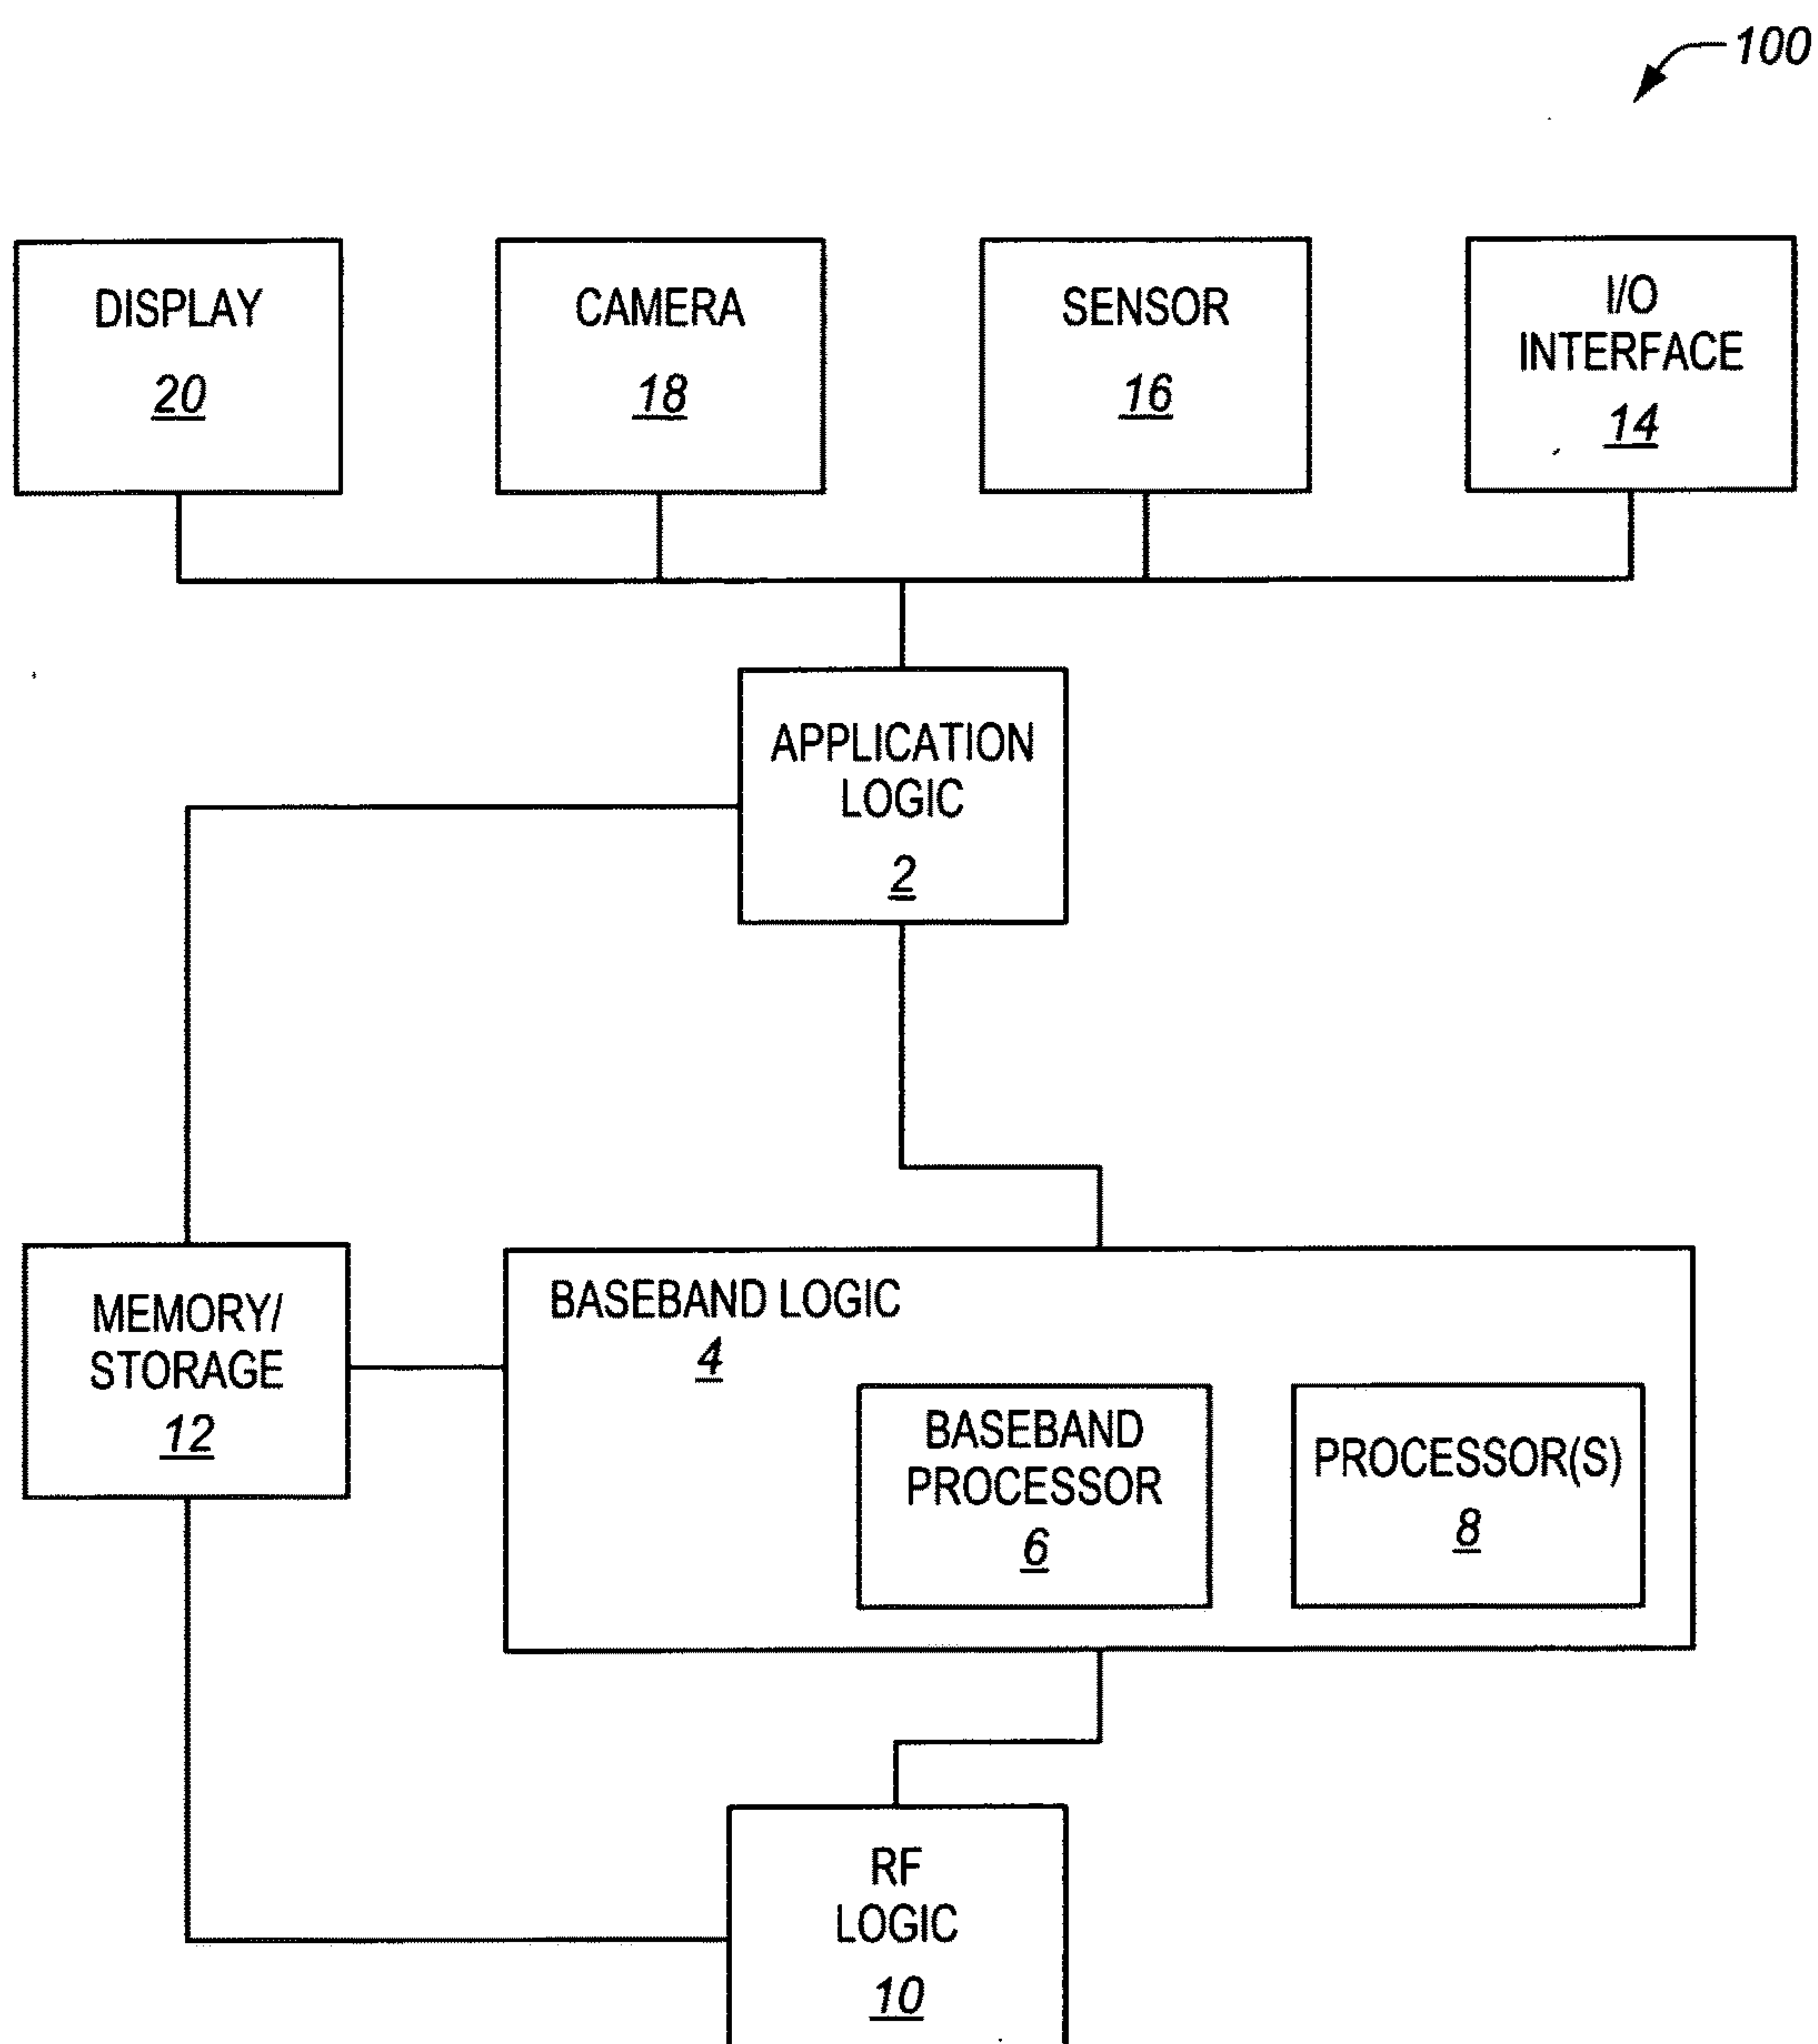 100
DISPLAY
20
CAMERA
18
SENSOR
16
I/O
INTERFACE
14
APPLICATION
LOGIC
2
MEMORY/
STORAGE
12
BASEBAND LOGIC
4
BASEBAND
PROCESSOR
6
PROCESSOR(S)
8
RF
LOGIC
10